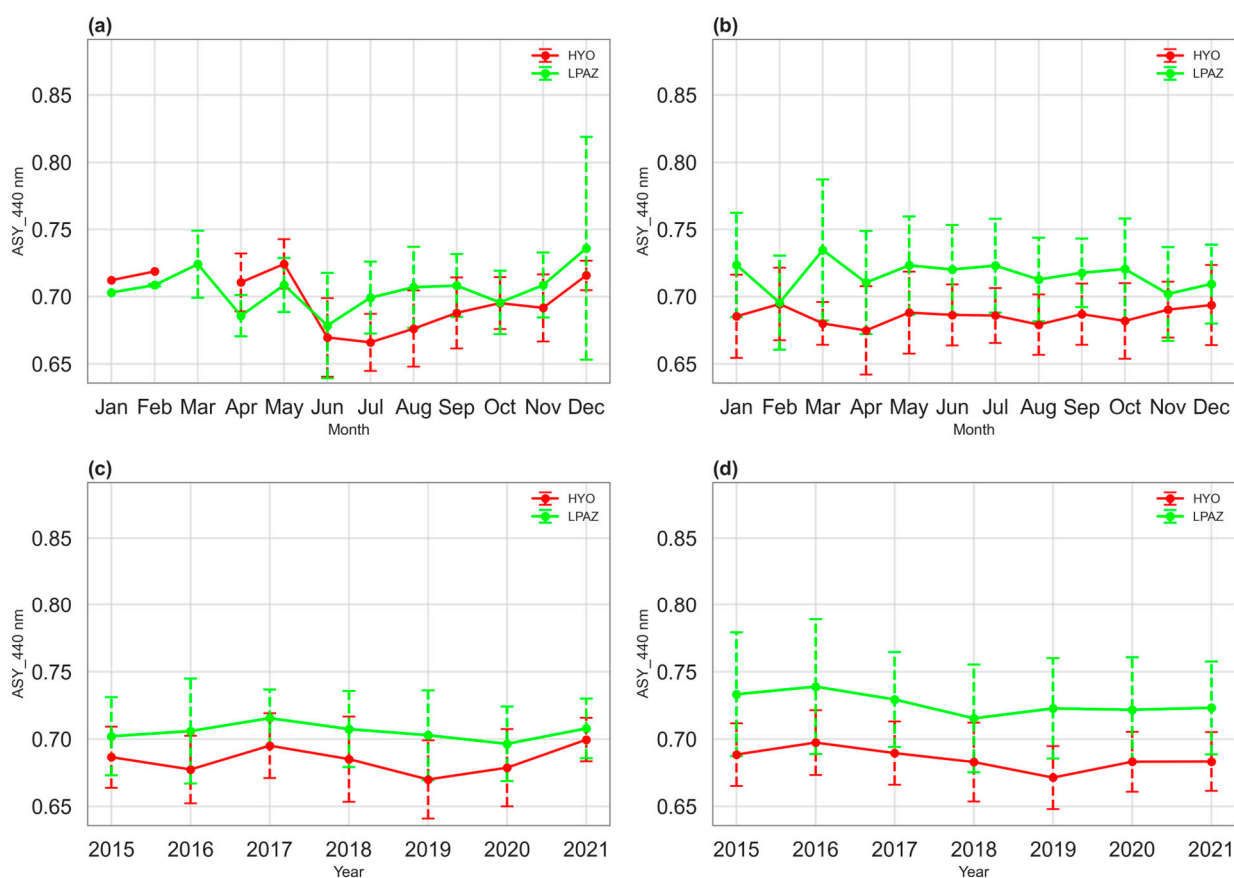 (a)
HYO
LPAZ
0.85
0.80
0.75
0.70
0.65
ASY_440 nm
Jan Feb Mar Apr May Jun Jul Aug Sep Oct Nov Dec
Month
(b)
HYO
LPAZ
0.85
0.80
0.75
0.70
0.65
ASY_440 nm
Jan Feb Mar Apr May Jun Jul Aug Sep Oct Nov Dec
Month
(c)
HYO
LPAZ
0.85
0.80
0.75
0.70
0.65
ASY_440 nm
2015 2016 2017 2018 2019 2020 2021
Year
(d)
HYO
LPAZ
0.85
0.80
0.75
0.70
0.65
ASY_440 nm
2015 2016 2017 2018 2019 2020 2021
Year